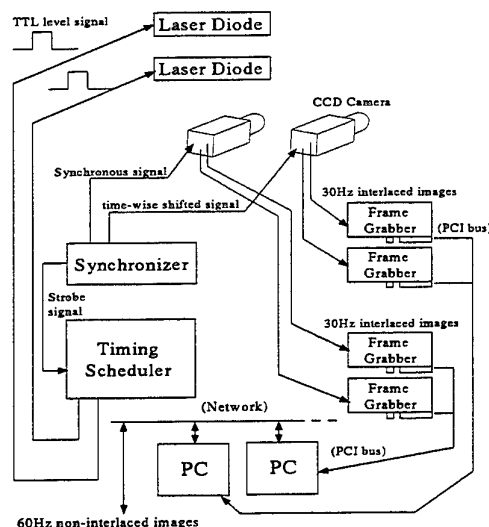 TTL level signal
Laser Diode
Laser Diode
CCD Camera
Synchronous signal
time-wise shifted signal
30Hz interlaced images
Frame
Grabber
(PCI bus)
Frame
Grabber
Synchronizer
Strobe
signal
Timing
Scheduler
30Hz interlaced images
Frame
Grabber
Frame
Grabber
(Network)
(PCI bus)
PC
PC
60Hz non-interlaced images